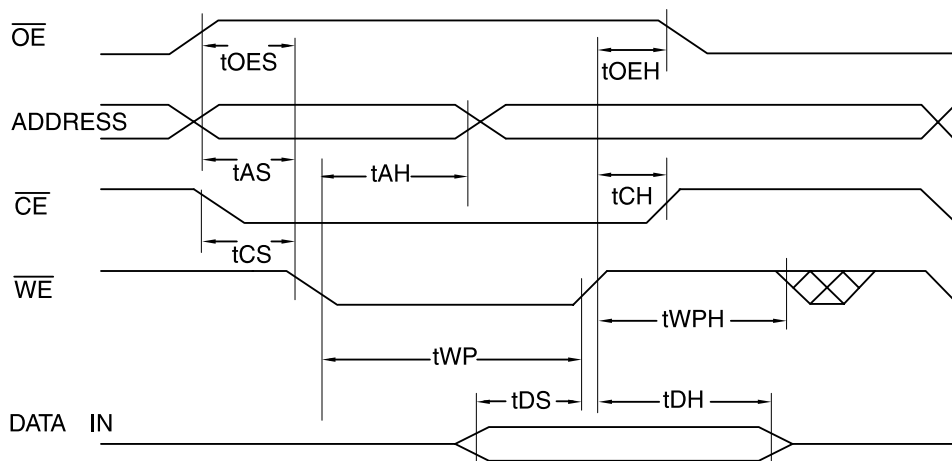 OE
tOES
tOEH
ADDRESS
tAS
tAH
tCH
CE
tCS
WE
tWPH
tWP
tDS
tDH
DATA IN